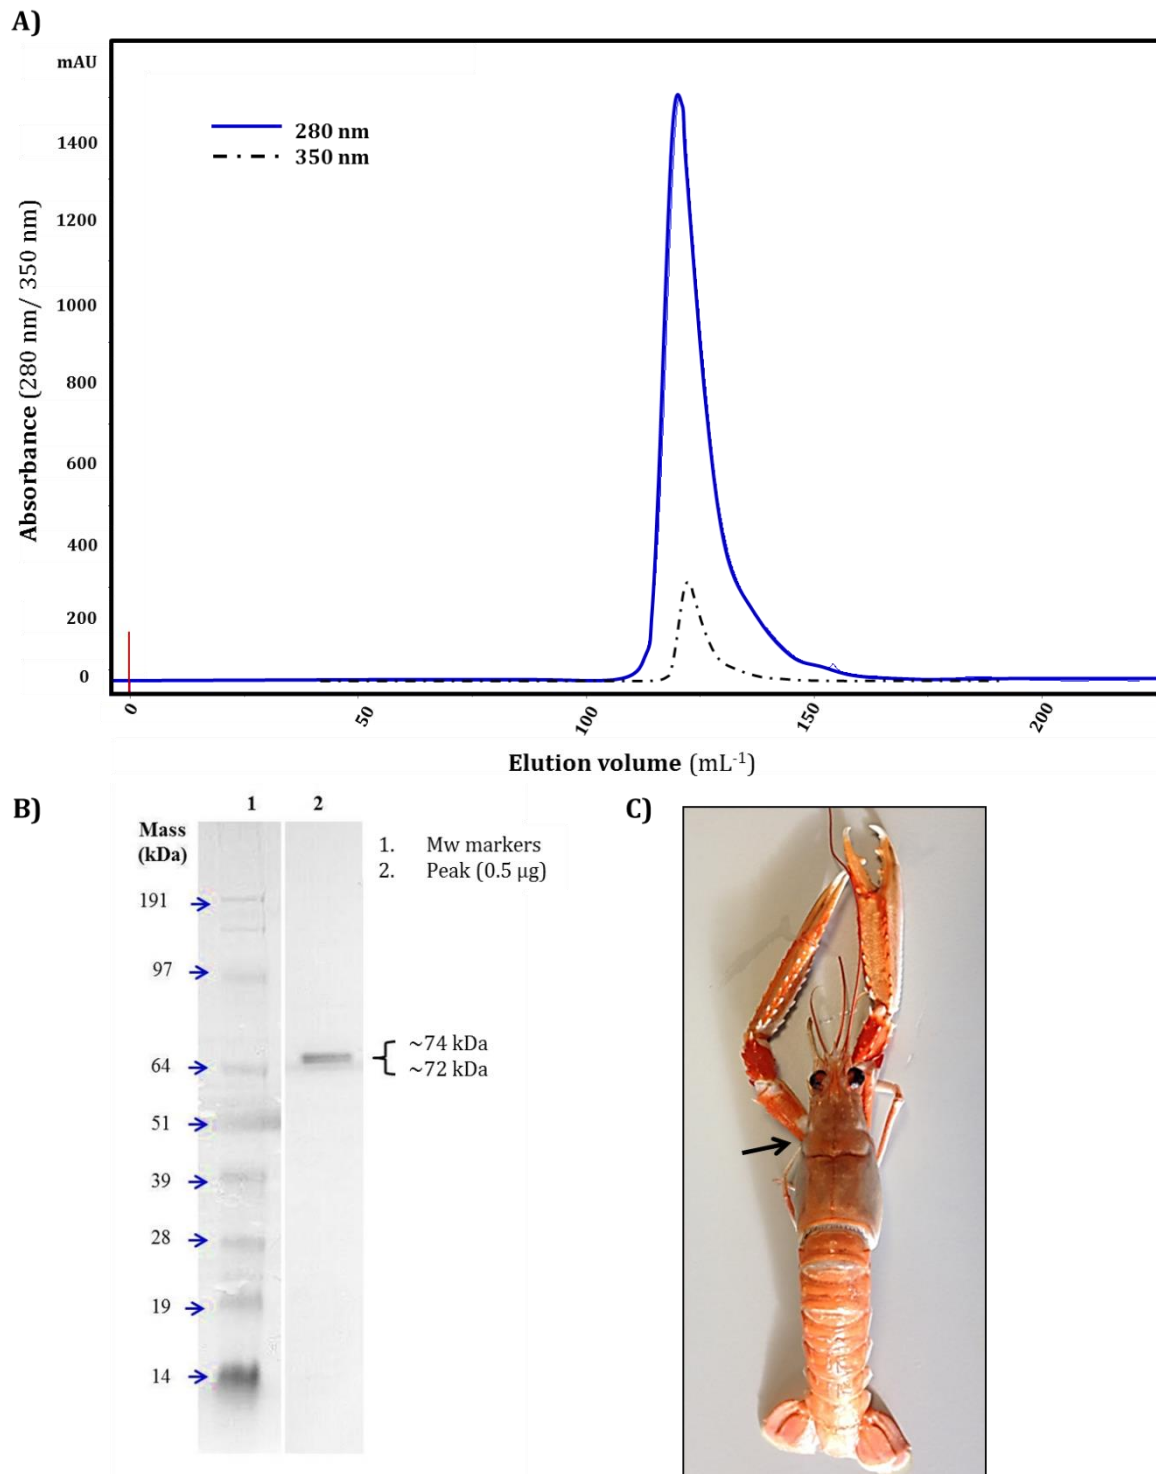 A)
mAU
280 nm
350 nm
1400
1200
1000
800
600
400
200
0
Absorbance (280 nm/ 350 nm)
0
50
100
150
200
Elution volume (mL-1)
B)
1 2
Mass
(kDa)
1. Mw markers
2. Peak (0.5 µg)
191
97
64
51
39
28
19
14
~74 kDa
~72 kDa
C)